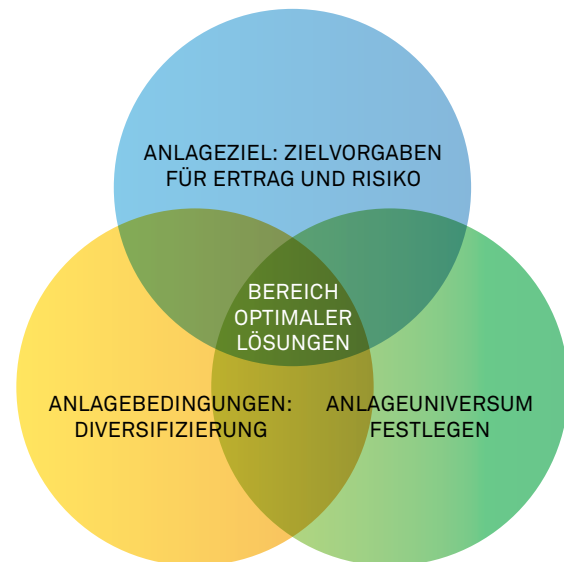 ANLAGEZIEL: ZIELVORGABEN
FÜR ERTRAG UND RISIKO
BEREICH
OPTIMALER
LÖSUNGEN
ANLAGEBEDINGUNGEN:
DIVERSIFIZIERUNG
ANLAGEUNIVERSUM
FESTLEGEN